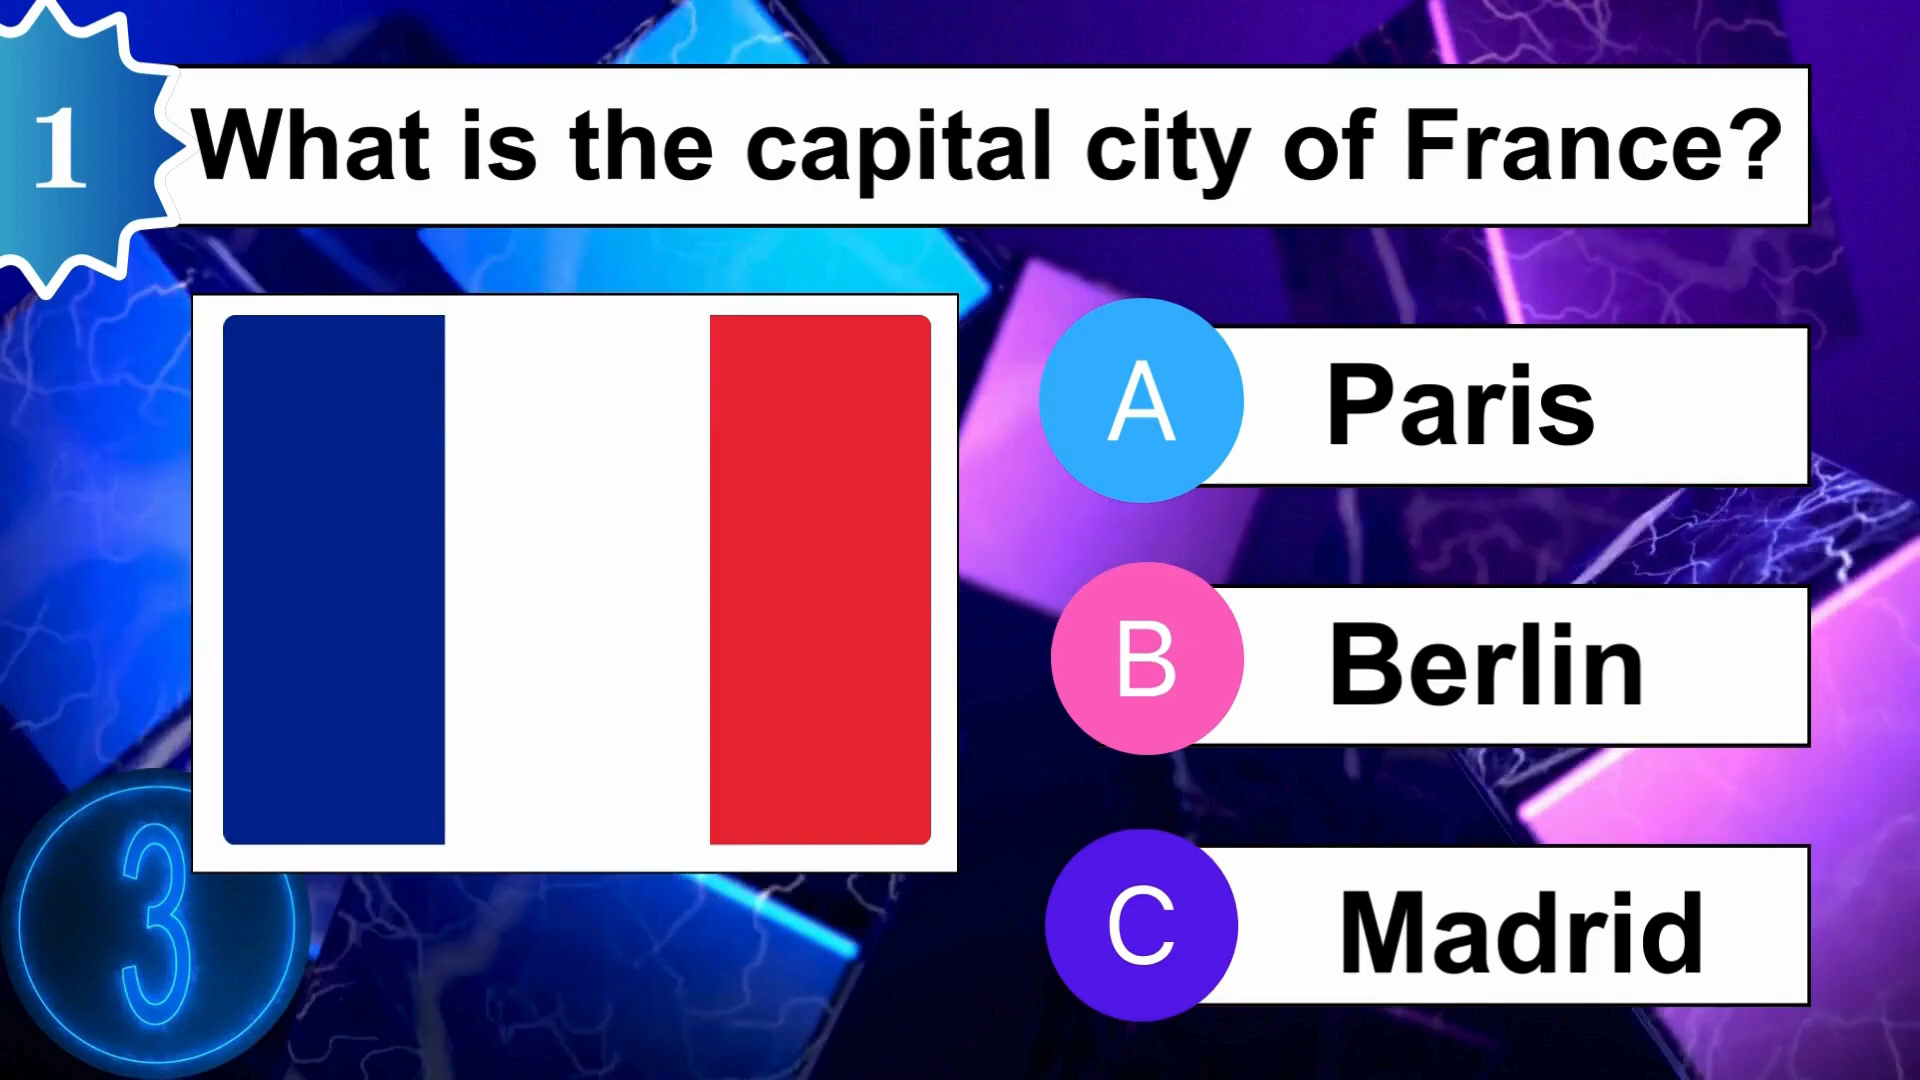 1
What is the capital city of France?
A
Paris
B
Berlin
C
Madrid
3